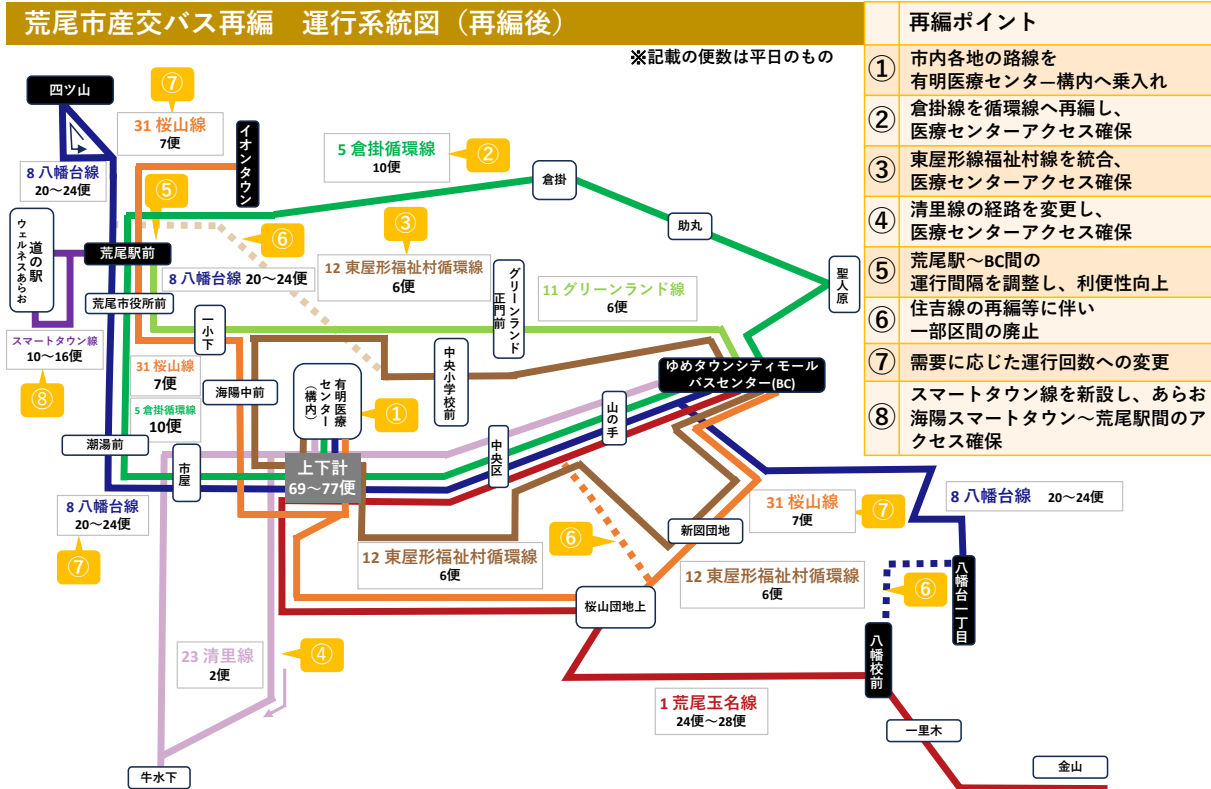 荒尾市産交バス再編　運行系統図（再編後）
※記載の便数は平日のもの
再編ポイント
①
市内各地の路線を
有明医療センター構内へ乗入れ
②
倉掛線を循環線へ再編し、
医療センターアクセス確保
③
東屋形線福祉村線を統合、
医療センターアクセス確保
④
清里線の経路を変更し、
医療センターアクセス確保
⑤
荒尾駅～BC間の
運行間隔を調整し、利便性向上
⑥
住吉線の再編等に伴い
一部区間の廃止
⑦
需要に応じた運行回数への変更
⑧
スマートタウン線を新設し、あらお
海陽スマートタウン～荒尾駅間のア
クセス確保
四ツ山
⑦
31 桜山線
7便
イオンタウン
8 八幡台線
20～24便
5 倉掛循環線
10便
②
倉掛
助丸
聖人原
⑤
⑥
③
道の駅
ウェルネスあらお
荒尾駅前
8 八幡台線 20～24便
12 東屋形福祉村循環線
6便
グリーンランド
正門前
11 グリーンランド線
6便
荒尾市役所前
一小下
スマートタウン線
10～16便
⑧
31 桜山線
7便
5 倉掛循環線
10便
海陽中前
有明医療
センター
（構内）
①
中央小学校前
ゆめタウンシティモール
バスセンター(BC)
潮湯前
市屋
上下計
69～77便
中央区
山の手
8 八幡台線
20～24便
⑦
12 東屋形福祉村循環線
6便
⑥
新図団地
31 桜山線
7便
⑦
8 八幡台線 20～24便
12 東屋形福祉村循環線
6便
⑥
八幡台一丁目
桜山団地上
八幡校前
23 清里線
2便
④
1 荒尾玉名線
24便～28便
一里木
金山
牛水下